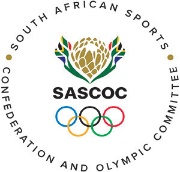 SOUTH AFRICAN SPORTS
CONFEDERATION AND OLYMPIC COMMITTEE
SASCOC